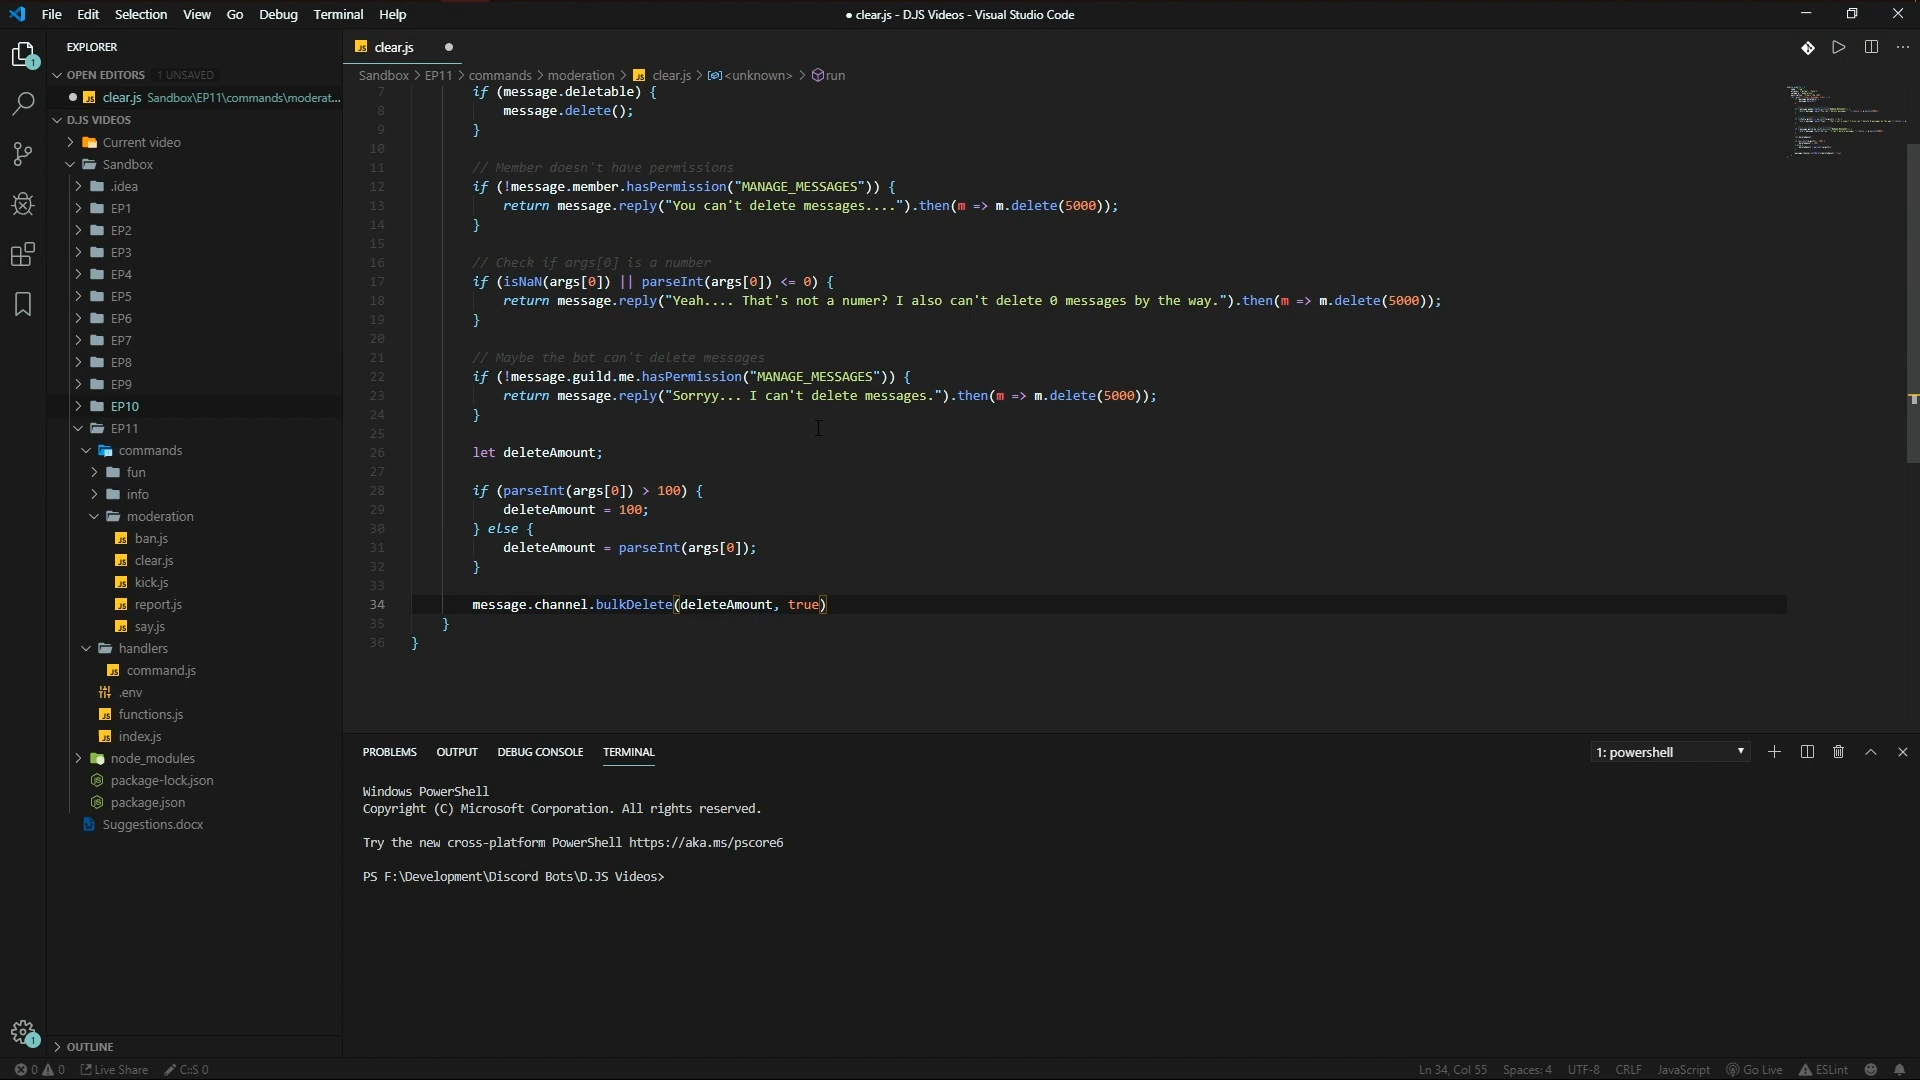 File Edit Selection View Go Debug Terminal Help
● clear.js - D.JS Videos - Visual Studio Code
EXPLORER
OPEN EDITORS 1 UNSAVED
clear.js Sandbox\EP11\commands\moderat...
D.JS VIDEOS
Current video
Sandbox
.idea
EP1
EP2
EP3
EP4
EP5
EP6
EP7
EP8
EP9
EP10
EP11
commands
fun
info
moderation
ban.js
clear.js
kick.js
report.js
say.js
handlers
command.js
.env
functions.js
index.js
node_modules
package-lock.json
package.json
Suggestions.docx
OUTLINE
clear.js
Sandbox > EP11 > commands > moderation > clear.js > <unknown> > run
7 if (message.deletable) {
8 message.delete();
9 }
10
11 // Member doesn't have permissions
12 if (!message.member.hasPermission("MANAGE_MESSAGES")) {
13 return message.reply("You can't delete messages....").then(m => m.delete(5000));
14 }
15
16 // Check if args[0] is a number
17 if (isNaN(args[0]) || parseInt(args[0]) <= 0) {
18 return message.reply("Yeah.... That's not a numer? I also can't delete 0 messages by the way.").then(m => m.delete(5000));
19 }
20
21 // Maybe the bot can't delete messages
22 if (!message.guild.me.hasPermission("MANAGE_MESSAGES")) {
23 return message.reply("Sorryy... I can't delete messages.").then(m => m.delete(5000));
24 }
25
26 let deleteAmount;
27
28 if (parseInt(args[0]) > 100) {
29 deleteAmount = 100;
30 } else {
31 deleteAmount = parseInt(args[0]);
32 }
33
34 message.channel.bulkDelete(deleteAmount, true)
35 }
36 }
PROBLEMS OUTPUT DEBUG CONSOLE TERMINAL
1: powershell
Windows PowerShell
Copyright (C) Microsoft Corporation. All rights reserved.
Try the new cross-platform PowerShell https://aka.ms/pscore6
PS F:\Development\Discord Bots\D.JS Videos>
0 0 Live Share C::S 0
Ln 34, Col 55 Spaces: 4 UTF-8 CRLF JavaScript Go Live ESLint